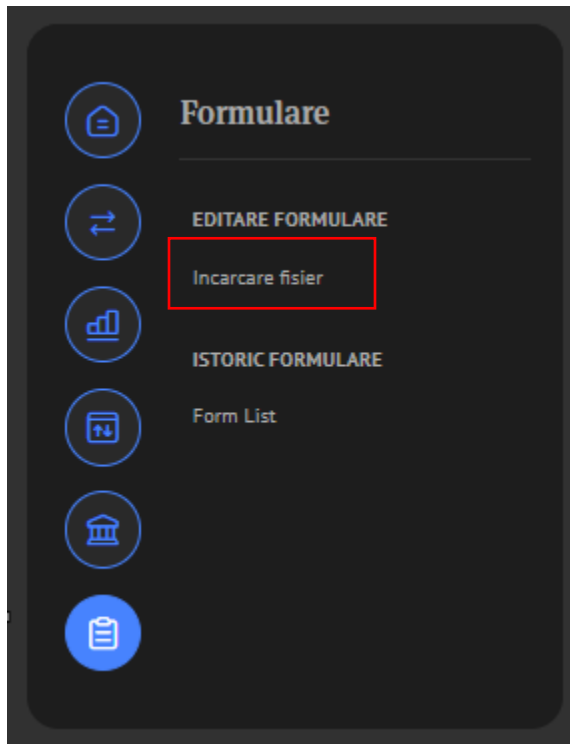 Formulare
EDITARE FORMULARE
Incarcare fisier
ISTORIC FORMULARE
Form List